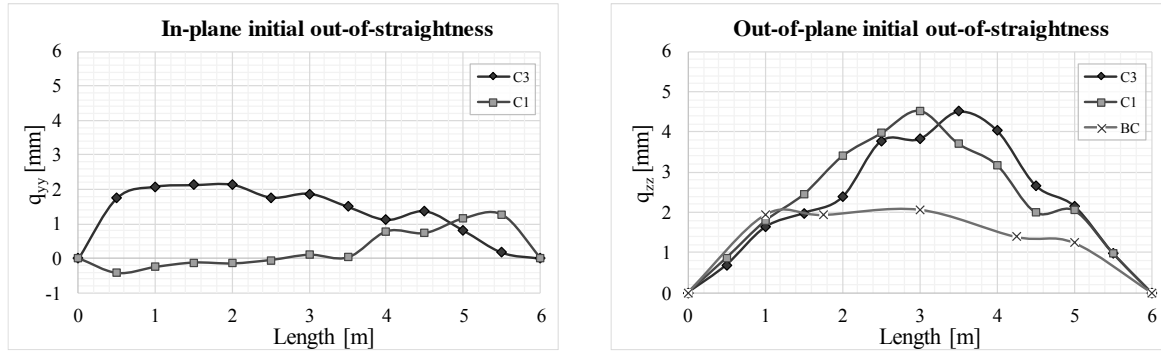 In-plane initial out-of-straightness
6
5
4
3
2
1
0
-1
q_yy [mm]
C3
C1
0 1 2 3 4 5 6
Length [m]
Out-of-plane initial out-of-straightness
6
5
4
3
2
1
0
q_zz [mm]
C3
C1
BC
0 1 2 3 4 5 6
Length [m]